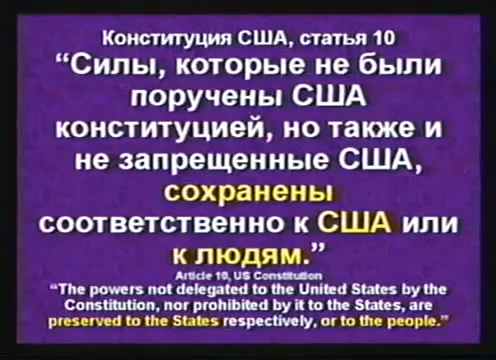 Конституция США, статья 10
“Силы, которые не были
поручены США
конституцией, но также и
не запрещенные США,
сохранены
соответственно к США или
к людям.”
Article 10, US Constitution
“The powers not delegated to the United States by the
Constitution, nor prohibited by it to the States, are
preserved to the States respectively, or to the people.”